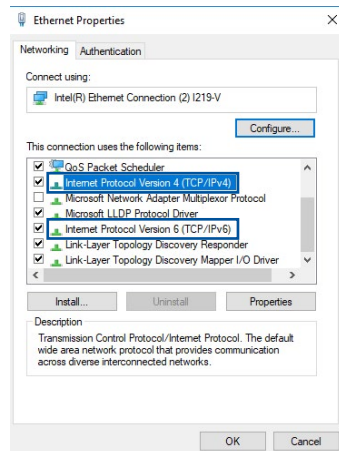 Ethernet Properties
Networking
Authentication
Connect using:
Intel(R) Ethernet Connection (2) I219-V
Configure...
This connection uses the following items:
QoS Packet Scheduler
Internet Protocol Version 4 (TCP/IPv4)
Microsoft Network Adapter Multiplexor Protocol
Microsoft LLDP Protocol Driver
Internet Protocol Version 6 (TCP/IPv6)
Link-Layer Topology Discovery Responder
Link-Layer Topology Discovery Mapper I/O Driver
Install...
Uninstall
Properties
Description
Transmission Control Protocol/Internet Protocol. The default
wide area network protocol that provides communication
across diverse interconnected networks.
OK
Cancel